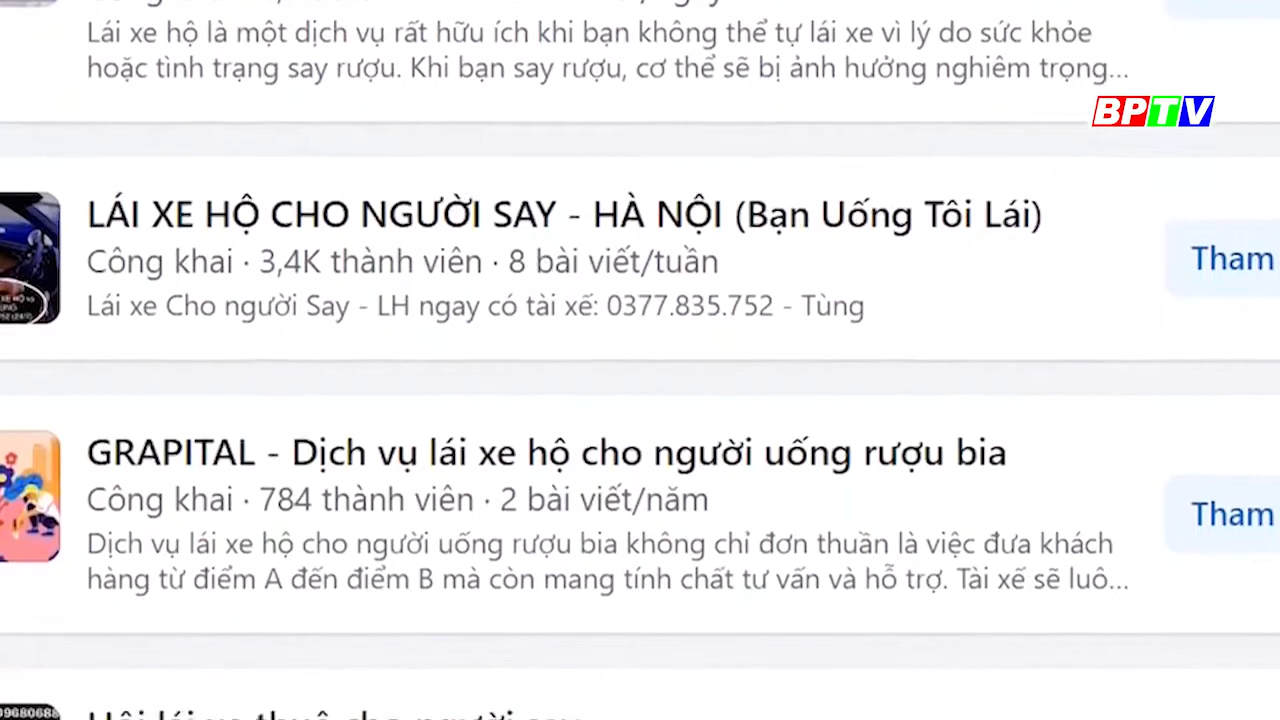 Lái xe hộ là một dịch vụ rất hữu ích khi bạn không thể tự lái xe vì lý do sức khỏe
hoặc tình trạng say rượu. Khi bạn say rượu, cơ thể sẽ bị ảnh hưởng nghiêm trọng...
BPTV
LÁI XE HỘ CHO NGƯỜI SAY - HÀ NỘI (Bạn Uống Tôi Lái)
Công khai · 3,4K thành viên · 8 bài viết/tuần
Tham
Lái xe Cho người Say - LH ngay có tài xế: 0377.835.752 - Tùng
GRAPITAL - Dịch vụ lái xe hộ cho người uống rượu bia
Công khai · 784 thành viên · 2 bài viết/năm
Tham
Dịch vụ lái xe hộ cho người uống rượu bia không chỉ đơn thuần là việc đưa khách
hàng từ điểm A đến điểm B mà còn mang tính chất tư vấn và hỗ trợ. Tài xế sẽ luô...